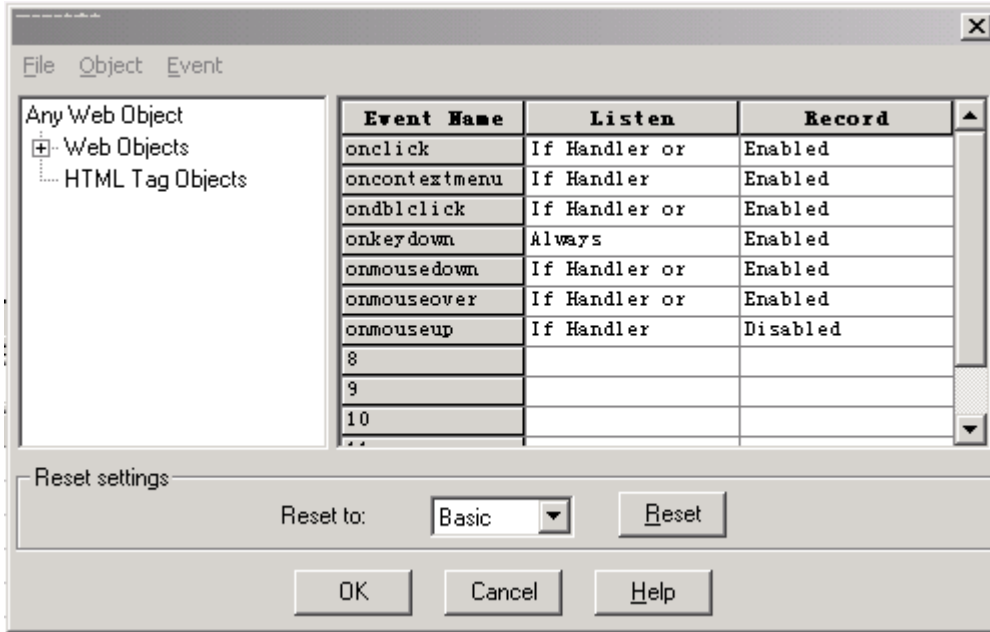 File Object Event
Any Web Object
Web Objects
HTML Tag Objects
Event Name Listen Record
onclick If Handler or Enabled
oncontextmenu If Handler Enabled
ondblclick If Handler or Enabled
onkeydown Always Enabled
onmousedown If Handler or Enabled
onmouseover If Handler or Enabled
onmouseup If Handler Disabled
8
9
10
Reset settings
Reset to: Basic Reset
OK Cancel Help